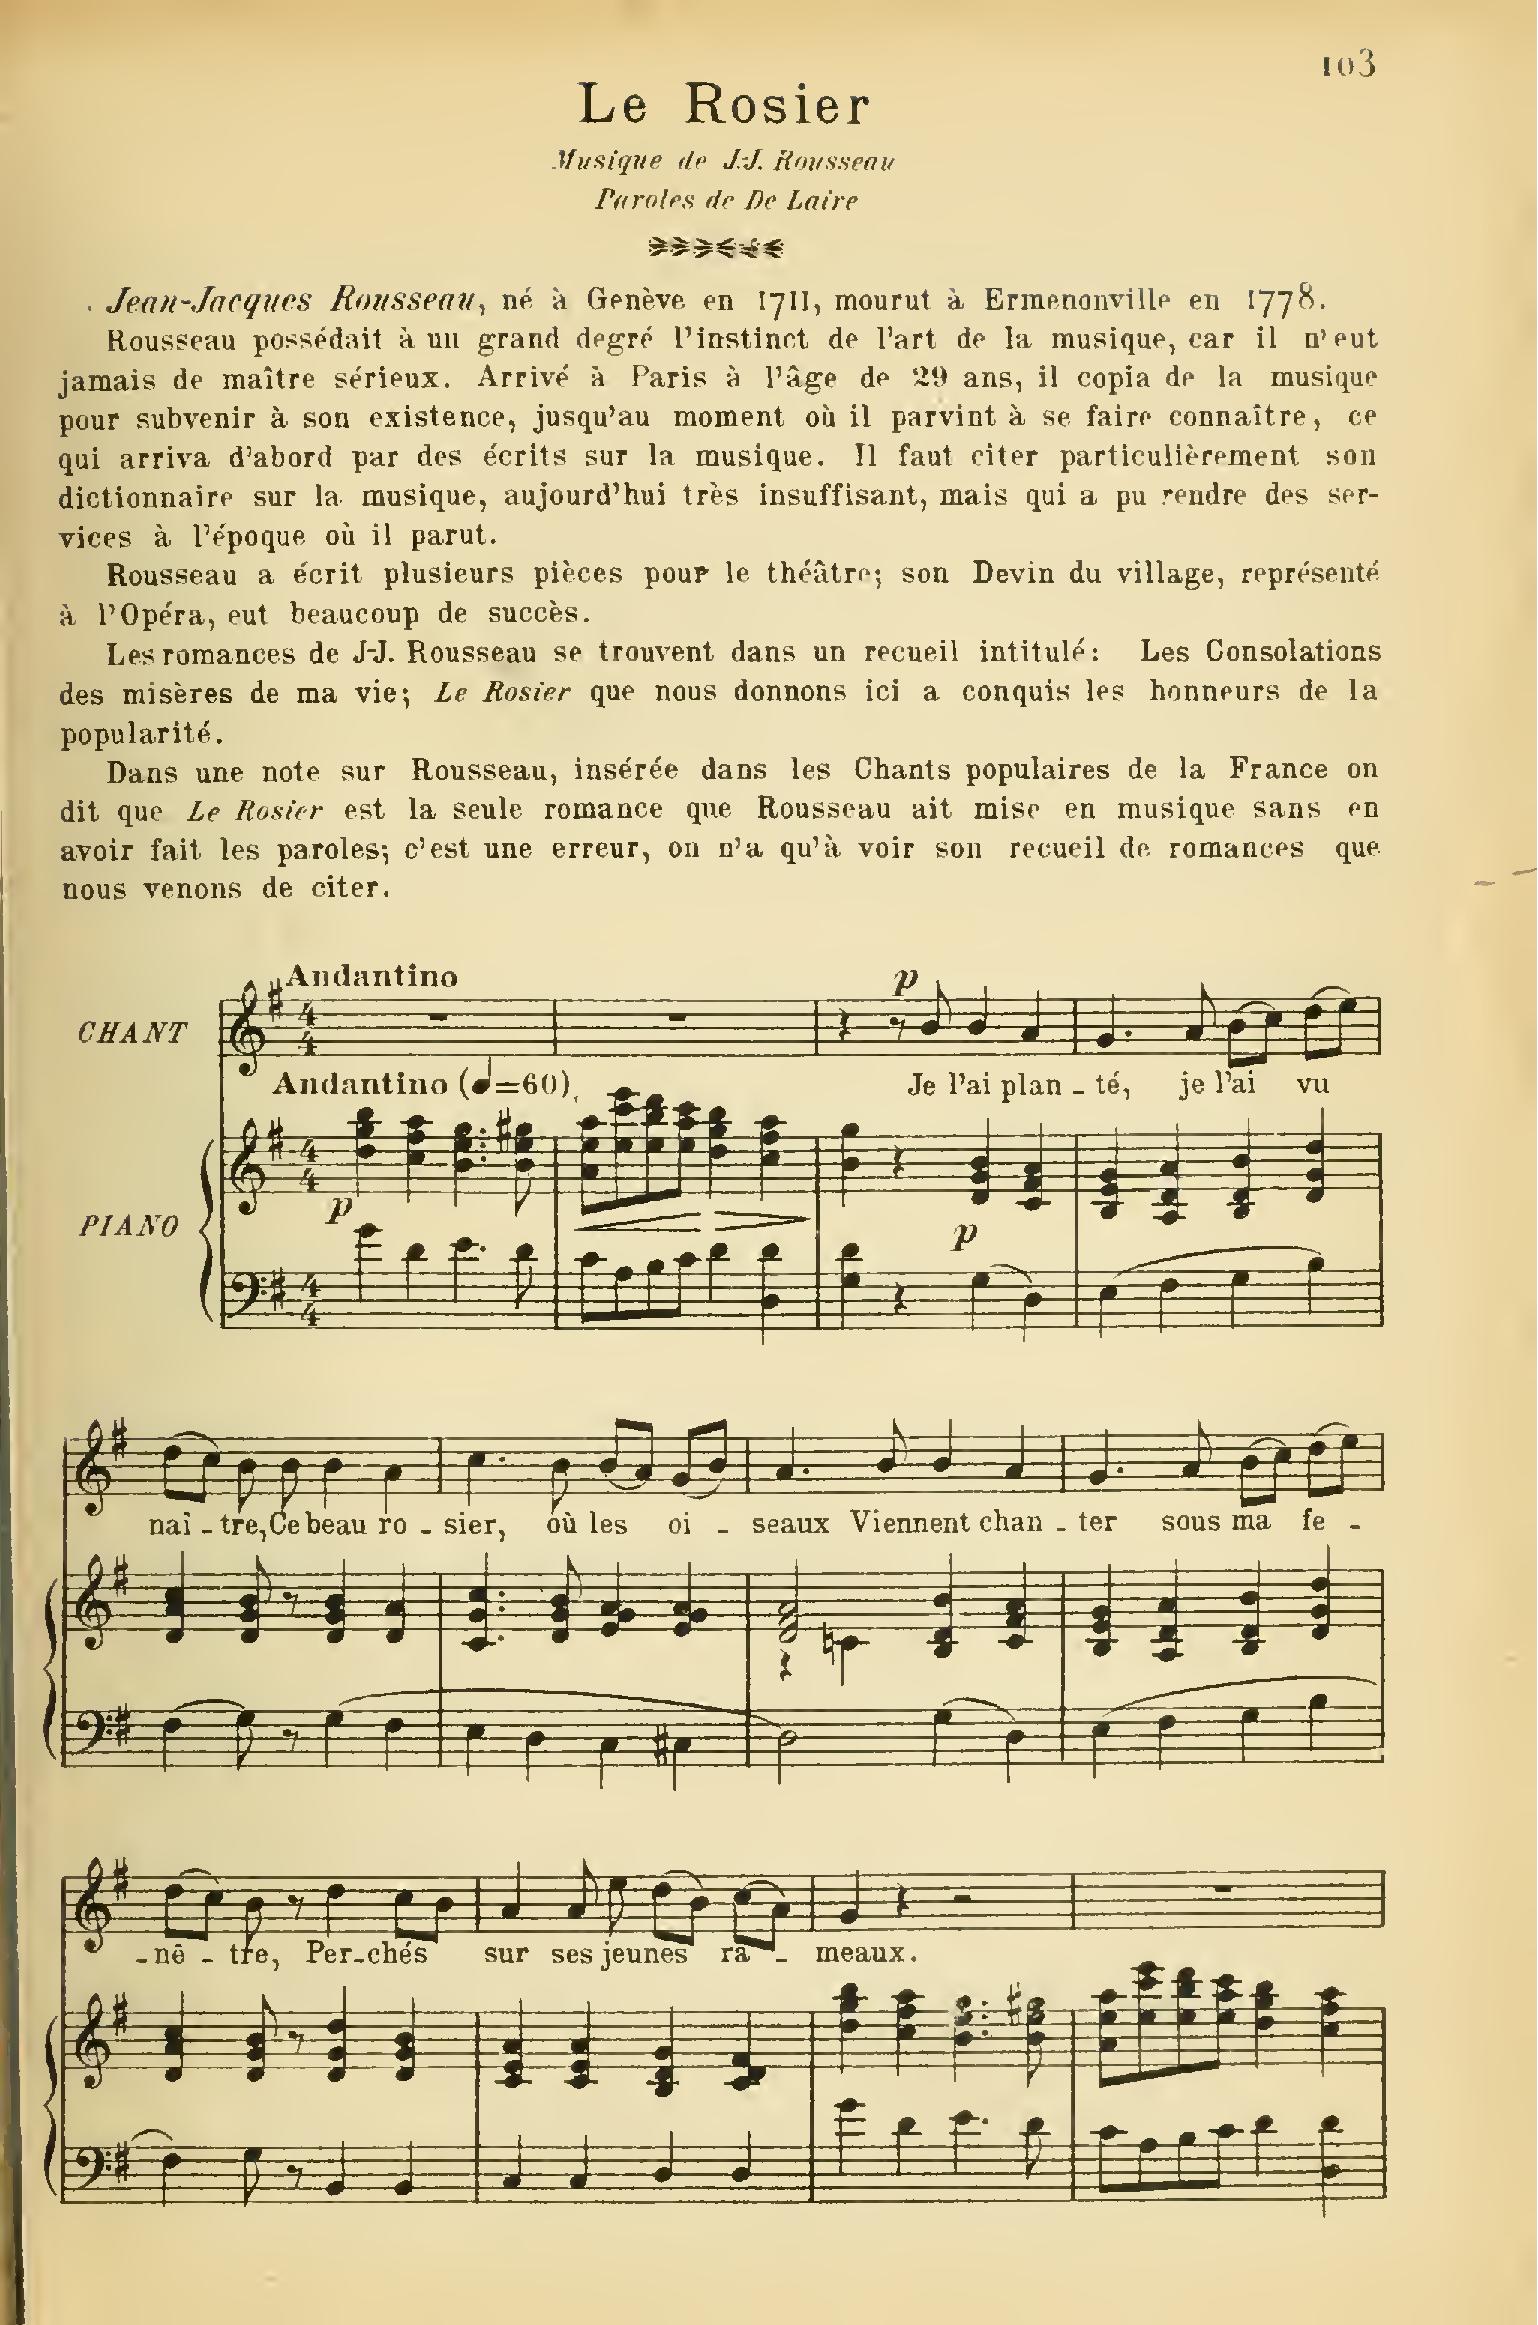 103
Le Rosier
Musique de J.-J. Rousseau
Paroles de De Laire
Jean-Jacques Rousseau, né à Genève en 1711, mourut à Ermenonville en 1778.
Rousseau possédait à un grand degré l'instinct de l'art de la musique, car il n'eut
jamais de maître sérieux. Arrivé à Paris à l'âge de 29 ans, il copia de la musique
pour subvenir à son existence, jusqu'au moment où il parvint à se faire connaître, ce
qui arriva d'abord par des écrits sur la musique. Il faut citer particulièrement son
dictionnaire sur la musique, aujourd'hui très insuffisant, mais qui a pu rendre des ser-
vices à l'époque où il parut.
Rousseau a écrit plusieurs pièces pour le théâtre; son Devin du village, représenté
à l'Opéra, eut beaucoup de succès.
Les romances de J-J. Rousseau se trouvent dans un recueil intitulé: Les Consolations
des misères de ma vie; Le Rosier que nous donnons ici a conquis les honneurs de la
popularité.
Dans une note sur Rousseau, insérée dans les Chants populaires de la France on
dit que Le Rosier est la seule romance que Rousseau ait mise en musique sans en
avoir fait les paroles; c'est une erreur, on n'a qu'à voir son recueil de romances que
nous venons de citer.
Andantino
p
CHANT
4 4
Andantino (♩=60)
Je l'ai plan - té, je l'ai vu
4 4
p
PIANO
p
4 4
naî - tre, Ce beau ro - sier, où les oi - seaux Viennent chan - ter sous ma fe -
- nê - tre, Per-chés sur ses jeunes ra - meaux.